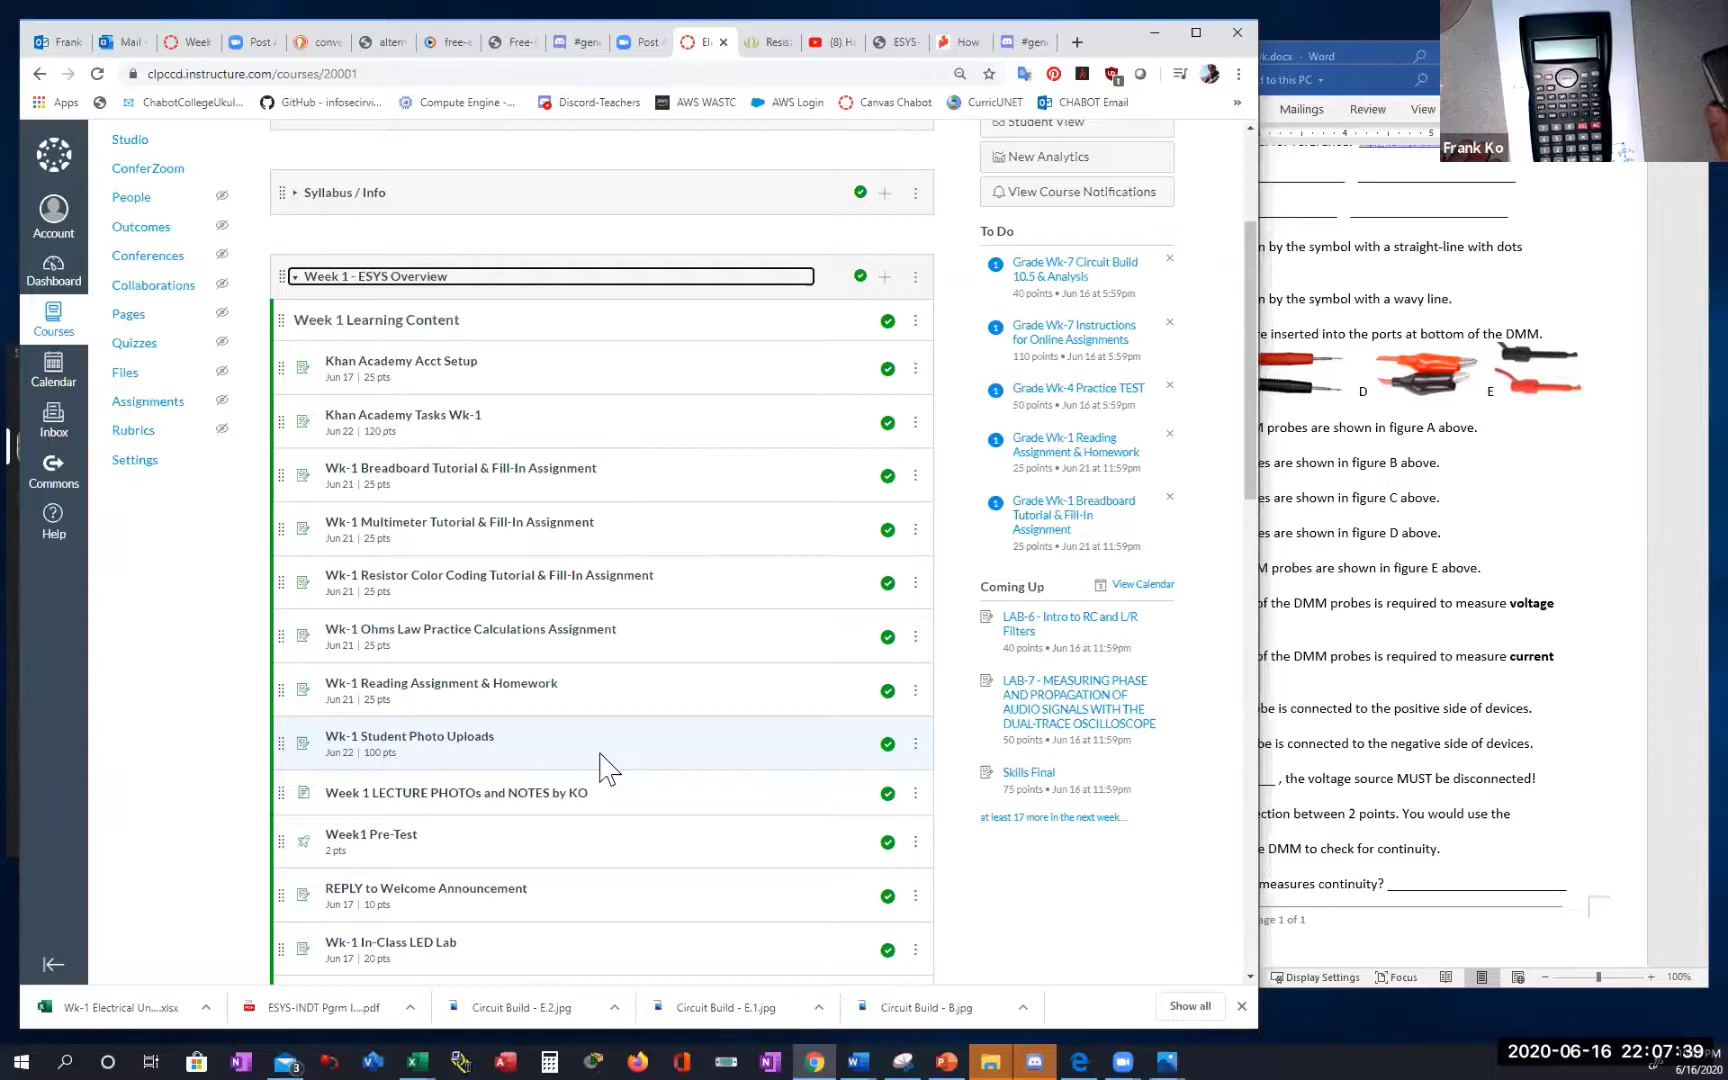 Frank
Mail -
Week
Post A
conve
altern
free-e
Free-l
#gen
Post A
Ele
Resis
(8) Ho
ESYS-
How
#gen
clpccd.instructure.com/courses/20001
Apps
ChabotCollegeUkul...
GitHub - infosecirvi...
Compute Engine -...
Discord-Teachers
AWS WASTC
AWS Login
Canvas Chabot
CurricUNET
CHABOT Email
»
Account
Dashboard
Courses
Calendar
Inbox
Commons
Help
Studio
ConferZoom
People
Outcomes
Conferences
Collaborations
Pages
Quizzes
Files
Assignments
Rubrics
Settings
Syllabus / Info
Week 1 - ESYS Overview
Week 1 Learning Content
Khan Academy Acct Setup
Jun 17 | 25 pts
Khan Academy Tasks Wk-1
Jun 22 | 120 pts
Wk-1 Breadboard Tutorial & Fill-In Assignment
Jun 21 | 25 pts
Wk-1 Multimeter Tutorial & Fill-In Assignment
Jun 21 | 25 pts
Wk-1 Resistor Color Coding Tutorial & Fill-In Assignment
Jun 21 | 25 pts
Wk-1 Ohms Law Practice Calculations Assignment
Jun 21 | 25 pts
Wk-1 Reading Assignment & Homework
Jun 21 | 25 pts
Wk-1 Student Photo Uploads
Jun 22 | 100 pts
Week 1 LECTURE PHOTOs and NOTES by KO
Week1 Pre-Test
2 pts
REPLY to Welcome Announcement
Jun 17 | 10 pts
Wk-1 In-Class LED Lab
Jun 17 | 20 pts
Student View
New Analytics
View Course Notifications
To Do
1
Grade Wk-7 Circuit Build
10.5 & Analysis
40 points • Jun 16 at 5:59pm
1
Grade Wk-7 Instructions
for Online Assignments
110 points • Jun 16 at 5:59pm
1
Grade Wk-4 Practice TEST
50 points • Jun 16 at 5:59pm
1
Grade Wk-1 Reading
Assignment & Homework
25 points • Jun 21 at 11:59pm
1
Grade Wk-1 Breadboard
Tutorial & Fill-In
Assignment
25 points • Jun 21 at 11:59pm
Coming Up
View Calendar
LAB-6 - Intro to RC and L/R
Filters
40 points • Jun 16 at 11:59pm
LAB-7 - MEASURING PHASE
AND PROPAGATION OF
AUDIO SIGNALS WITH THE
DUAL-TRACE OSCILLOSCOPE
50 points • Jun 16 at 11:59pm
Skills Final
75 points • Jun 16 at 11:59pm
at least 17 more in the next week...
.docx - Word
to this PC
Mailings
Review
View
Frank Ko
n by the symbol with a straight-line with dots
n by the symbol with a wavy line.
re inserted into the ports at bottom of the DMM.
D
E
M probes are shown in figure A above.
es are shown in figure B above.
es are shown in figure C above.
es are shown in figure D above.
M probes are shown in figure E above.
of the DMM probes is required to measure voltage
of the DMM probes is required to measure current
be is connected to the positive side of devices.
be is connected to the negative side of devices.
___ , the voltage source MUST be disconnected!
ection between 2 points. You would use the
e DMM to check for continuity.
measures continuity? ____________________
age 1 of 1
Display Settings
Focus
100%
Wk-1 Electrical Un....xlsx
ESYS-INDT Pgrm I....pdf
Circuit Build - E.2.jpg
Circuit Build - E.1.jpg
Circuit Build - B.jpg
Show all
3
2020-06-16 22:07:39
PM
6/16/2020